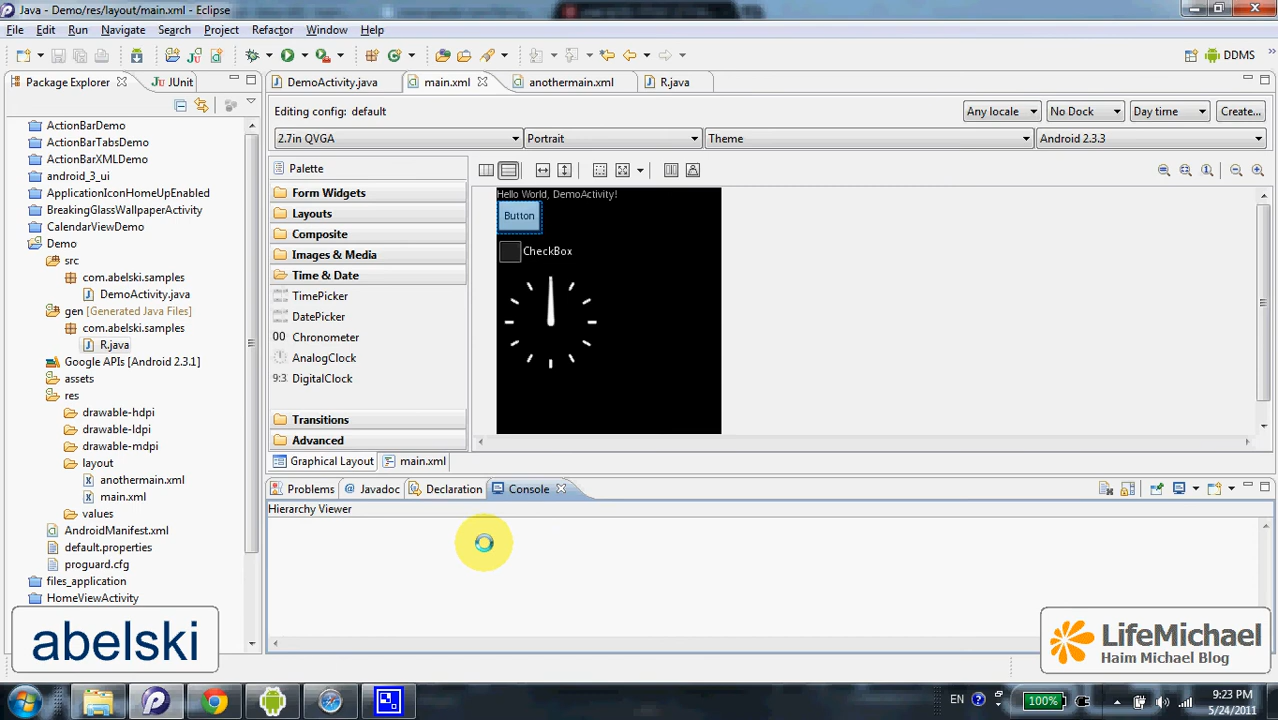 Java - Demo/res/layout/main.xml - Eclipse
File Edit Run Navigate Search Project Refactor Window Help
DDMS
Package Explorer JUnit
DemoActivity.java main.xml anothermain.xml R.java
Editing config: default
Any locale No Dock Day time Create...
2.7in QVGA Portrait Theme Android 2.3.3
ActionBarDemo
ActionBarTabsDemo
ActionBarXMLDemo
android_3_ui
ApplicationIconHomeUpEnabled
BreakingGlassWallpaperActivity
CalendarViewDemo
Demo
src
com.abelski.samples
DemoActivity.java
gen [Generated Java Files]
com.abelski.samples
R.java
Google APIs [Android 2.3.1]
assets
res
drawable-hdpi
drawable-ldpi
drawable-mdpi
layout
anothermain.xml
main.xml
values
AndroidManifest.xml
default.properties
proguard.cfg
files_application
HomeViewActivity
Palette
Form Widgets
Layouts
Composite
Images & Media
Time & Date
TimePicker
DatePicker
00 Chronometer
AnalogClock
9:3. DigitalClock
Transitions
Advanced
Hello World, DemoActivity!
Button
CheckBox
Graphical Layout main.xml
Problems @ Javadoc Declaration Console
Hierarchy Viewer
abelski
LifeMichael
Haim Michael Blog
EN 100% 9:23 PM
5/24/2011